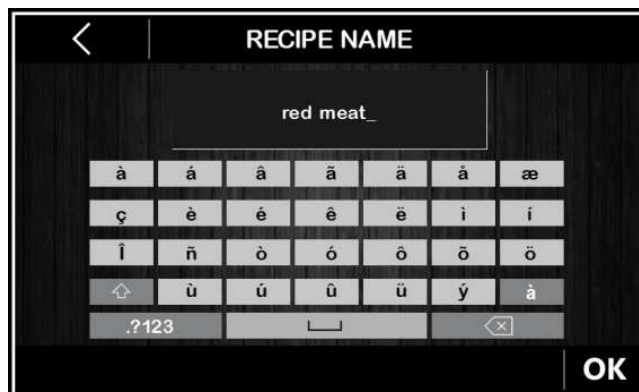 RECIPE NAME
red meat_
à á â ã ä å æ
ç è é ê ë ì í
Î ñ ò ó ô õ ö
ù ú û ü ý à
.?123
OK